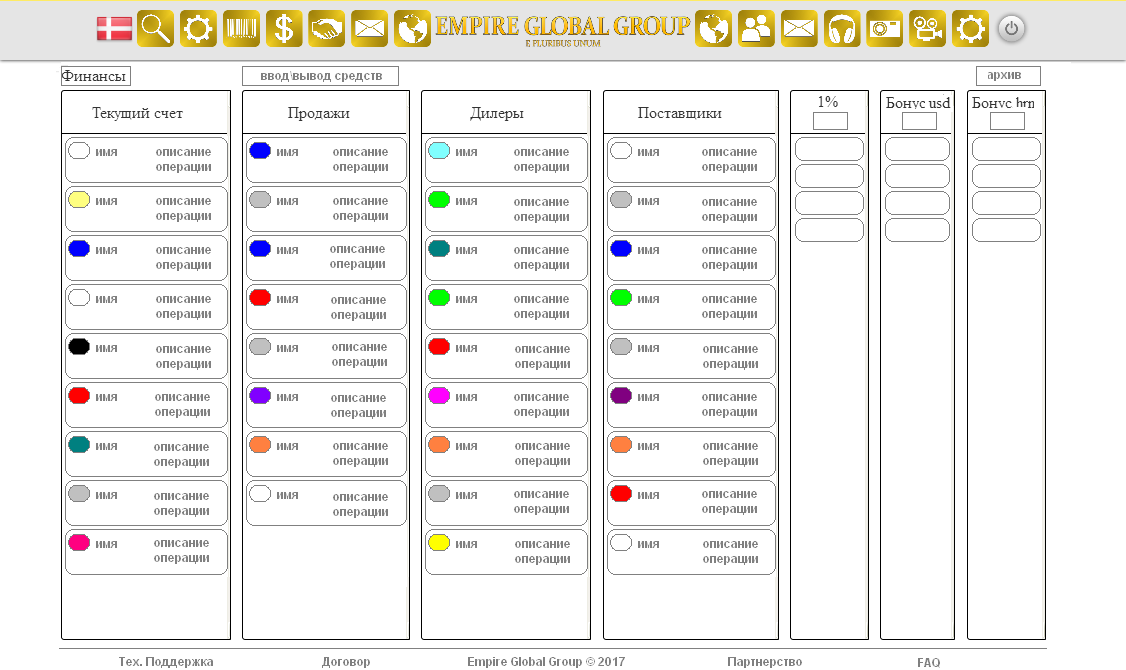 $
EMPIRE GLOBAL GROUP
E PLURIBUS UNUM
Финансы
ввод\вывод средств
архив
Текущий счет
Продажи
Дилеры
Поставщики
1%
Бонус usd
Бонус hrn
имя описание
операции
имя описание
операции
имя описание
операции
имя описание
операции
имя описание
операции
имя описание
операции
имя описание
операции
имя описание
операции
имя описание
операции
имя описание
операции
имя описание
операции
имя описание
операции
имя описание
операции
имя описание
операции
имя описание
операции
имя описание
операции
имя описание
операции
имя описание
операции
имя описание
операции
имя описание
операции
имя описание
операции
имя описание
операции
имя описание
операции
имя описание
операции
имя описание
операции
имя описание
операции
имя описание
операции
имя описание
операции
имя описание
операции
имя описание
операции
имя описание
операции
имя описание
операции
имя описание
операции
имя описание
операции
имя описание
операции
Тех. Поддержка
Договор
Empire Global Group © 2017
Партнерство
FAQ